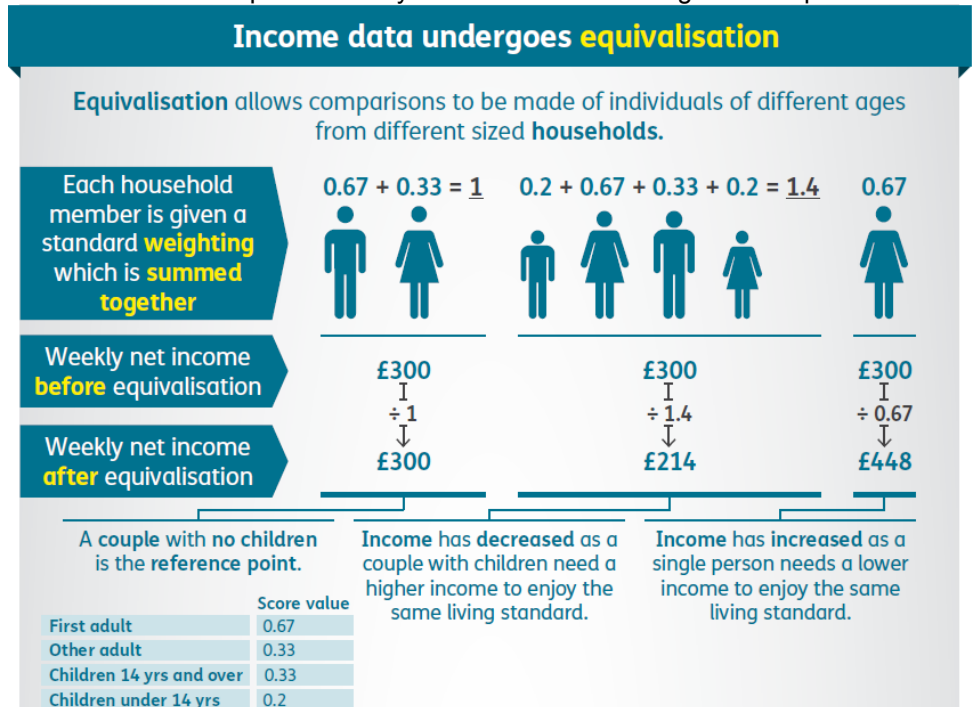 Income data undergoes equivalisation
Equivalisation allows comparisons to be made of individuals of different ages
from different sized households.
Each household
member is given a
standard weighting
which is summed
together
0.67 + 0.33 = 1
0.2 + 0.67 + 0.33 + 0.2 = 1.4
0.67
Weekly net income
before equivalisation
£300
£300
£300
÷ 1
÷ 1.4
÷ 0.67
Weekly net income
after equivalisation
£300
£214
£448
A couple with no children
is the reference point.
Income has decreased as a
couple with children need a
higher income to enjoy the
same living standard.
Income has increased as a
single person needs a lower
income to enjoy the same
living standard.
Score value
First adult 0.67
Other adult 0.33
Children 14 yrs and over 0.33
Children under 14 yrs 0.2